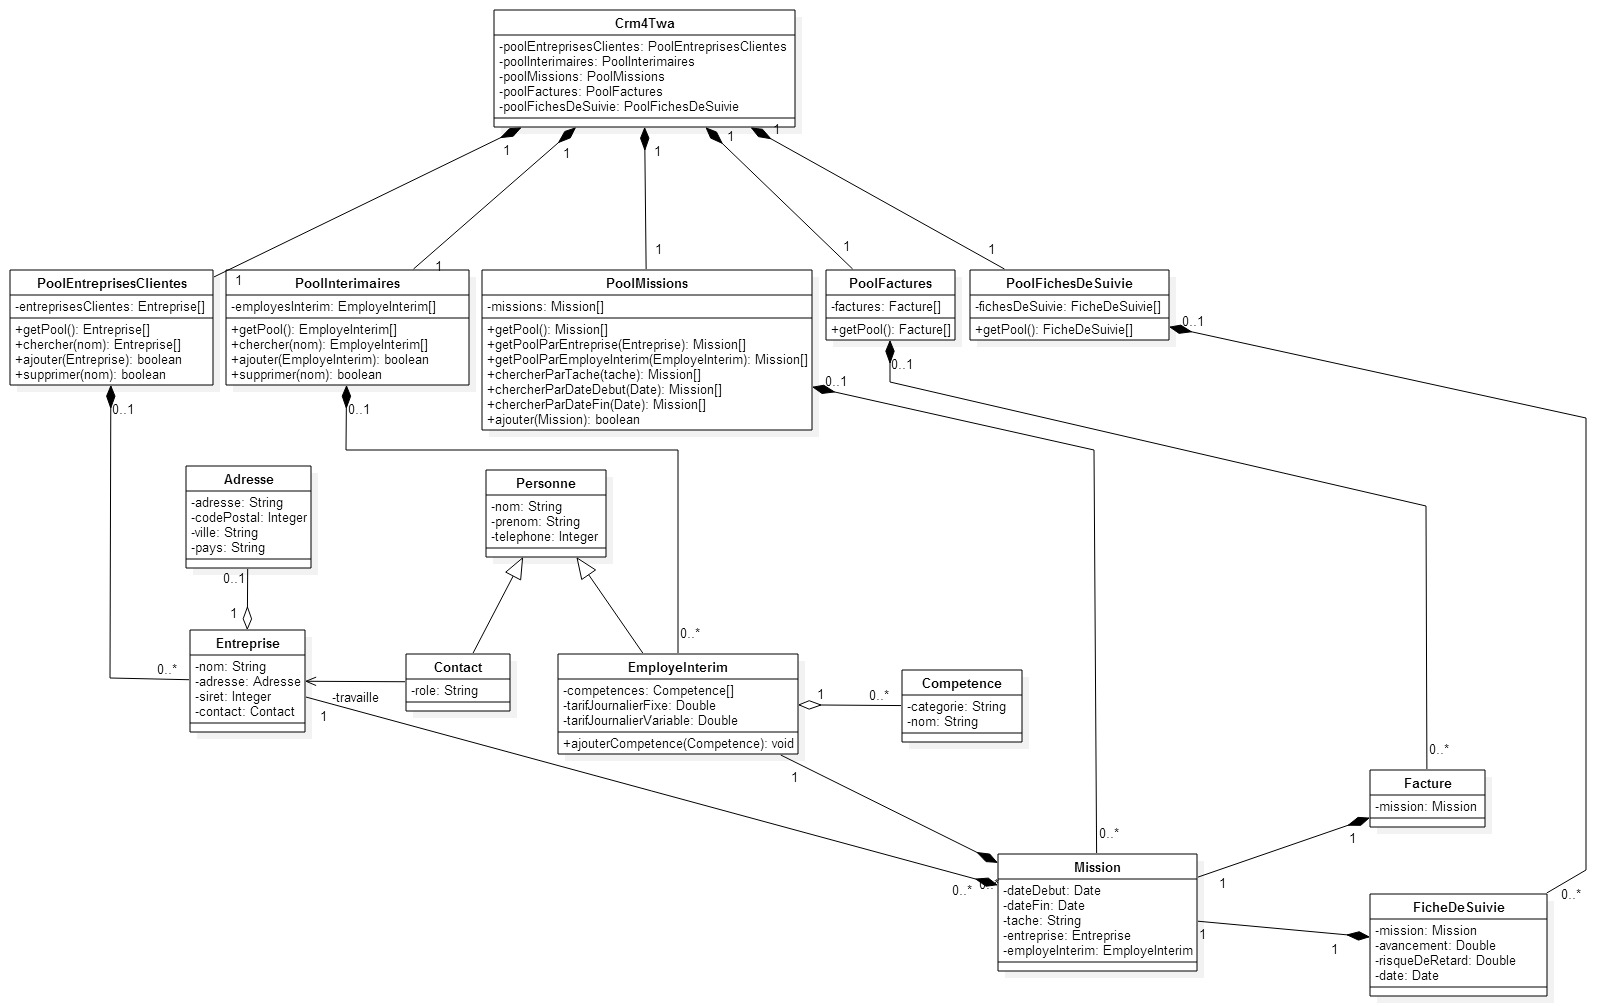 Crm4Twa
-poolEntreprisesClientes: PoolEntreprisesClientes
-poolInterimaires: PoolInterimaires
-poolMissions: PoolMissions
-poolFactures: PoolFactures
-poolFichesDeSuivie: PoolFichesDeSuivie
1
1
1
1
1
1
1
1
1
1
PoolEntreprisesClientes
-entreprisesClientes: Entreprise[]
+getPool(): Entreprise[]
+chercher(nom): Entreprise[]
+ajouter(Entreprise): boolean
+supprimer(nom): boolean
0..1
PoolInterimaires
-employesInterim: EmployeInterim[]
+getPool(): EmployeInterim[]
+chercher(nom): EmployeInterim[]
+ajouter(EmployeInterim): boolean
+supprimer(nom): boolean
0..1
PoolMissions
-missions: Mission[]
+getPool(): Mission[]
+getPoolParEntreprise(Entreprise): Mission[]
+getPoolParEmployeInterim(EmployeInterim): Mission[]
+chercherParTache(tache): Mission[]
+chercherParDateDebut(Date): Mission[]
+chercherParDateFin(Date): Mission[]
+ajouter(Mission): boolean
0..1
PoolFactures
-factures: Facture[]
+getPool(): Facture[]
0..1
PoolFichesDeSuivie
-fichesDeSuivie: FicheDeSuivie[]
+getPool(): FicheDeSuivie[]
0..1
Adresse
-adresse: String
-codePostal: Integer
-ville: String
-pays: String
0..1
1
Personne
-nom: String
-prenom: String
-telephone: Integer
Entreprise
-nom: String
-adresse: Adresse
-siret: Integer
-contact: Contact
0..*
1
-travaille
Contact
-role: String
0..*
EmployeInterim
-competences: Competence[]
-tarifJournalierFixe: Double
-tarifJournalierVariable: Double
+ajouterCompetence(Competence): void
1
0..*
1
Competence
-categorie: String
-nom: String
0..*
Facture
-mission: Mission
1
1
0..*
0..*
0..*
Mission
-dateDebut: Date
-dateFin: Date
-tache: String
-entreprise: Entreprise
-employeInterim: EmployeInterim
1
1
0..*
FicheDeSuivie
-mission: Mission
-avancement: Double
-risqueDeRetard: Double
-date: Date